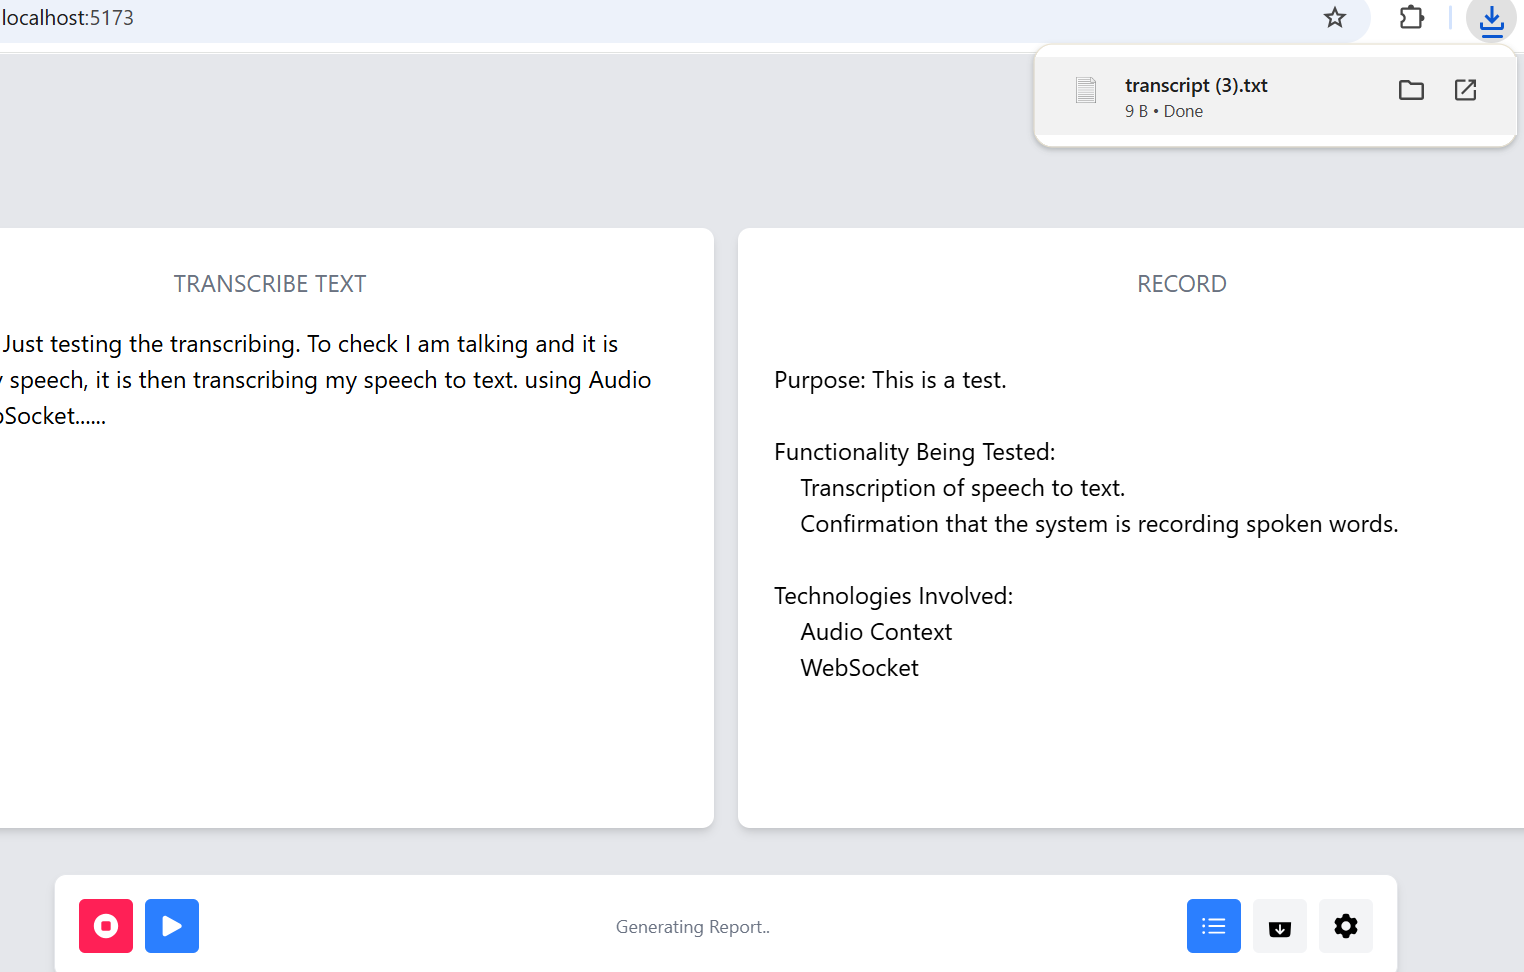 localhost:5173
transcript (3).txt
9 B • Done
TRANSCRIBE TEXT
Just testing the transcribing. To check I am talking and it is
speech, it is then transcribing my speech to text. using Audio
Socket......
RECORD
Purpose: This is a test.
Functionality Being Tested:
Transcription of speech to text.
Confirmation that the system is recording spoken words.
Technologies Involved:
Audio Context
WebSocket
Generating Report..